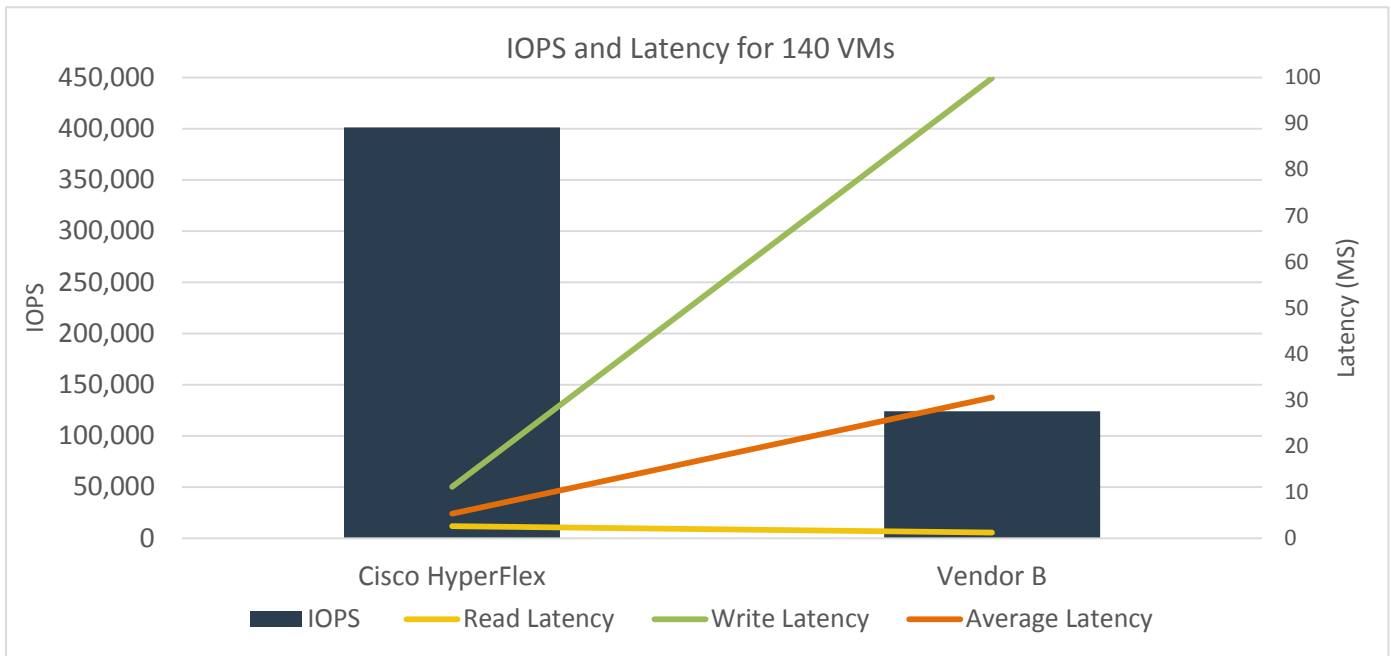 IOPS and Latency for 140 VMs
450,000
400,000
350,000
300,000
250,000
200,000
150,000
100,000
50,000
0
IOPS
100
90
80
70
60
50
40
30
20
10
0
Latency (MS)
Cisco HyperFlex
Vendor B
IOPS
Read Latency
Write Latency
Average Latency